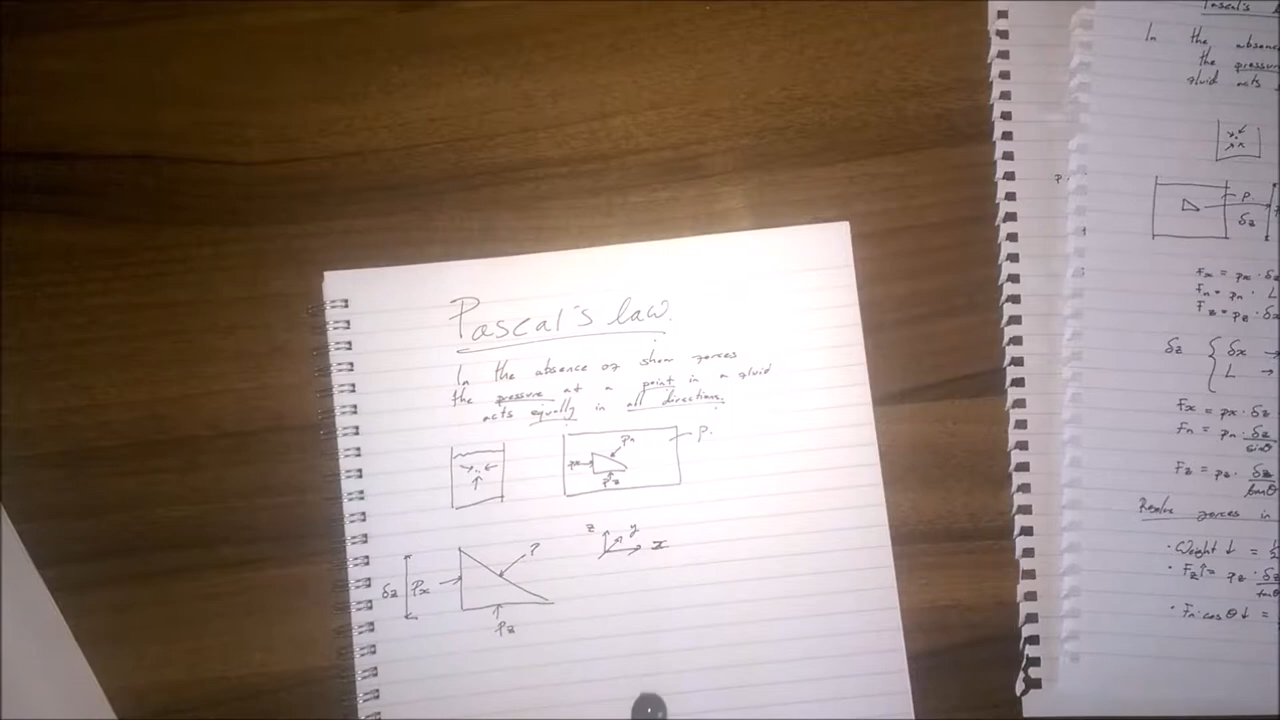 Pascal's law.
In the absence of shear forces
the pressure at a point in a fluid
acts equally in all directions.
pn
p.
px
pz
z
y
x
?
δz
Px
Pz
Pascal's
In the absence
the pressure
fluid acts
p.
δz
Fx = px · δz
Fn = pn · L
Fz = pz · δx
δz { δx →
L →
Fx = px · δz
Fn = pn · δz
sinθ
Fz = pz · δz
tanθ
Resolve forces in
· Weight ↓ =
· Fz↑ = pz · δz
tanθ
· Fn·cos θ ↓ =